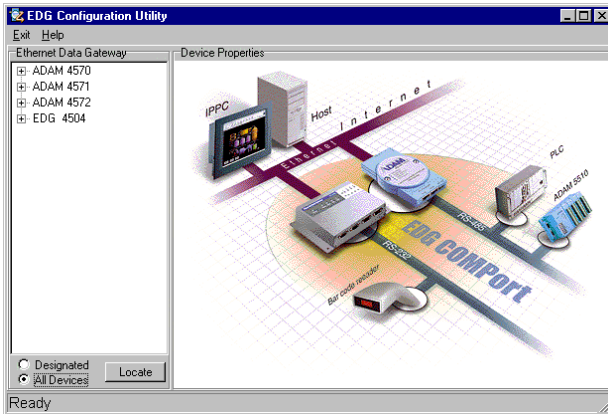 EDG Configuration Utility
Exit Help
Ethernet Data Gateway
Device Properties
ADAM 4570
ADAM 4571
ADAM 4572
EDG 4504
IPPC
Host
Internet
Ethernet
ADAM
PLC
ADAM 5510
RS-485
RS-232
EDG COMPort
Bar code reader
Designated
All Devices
Locate
Ready